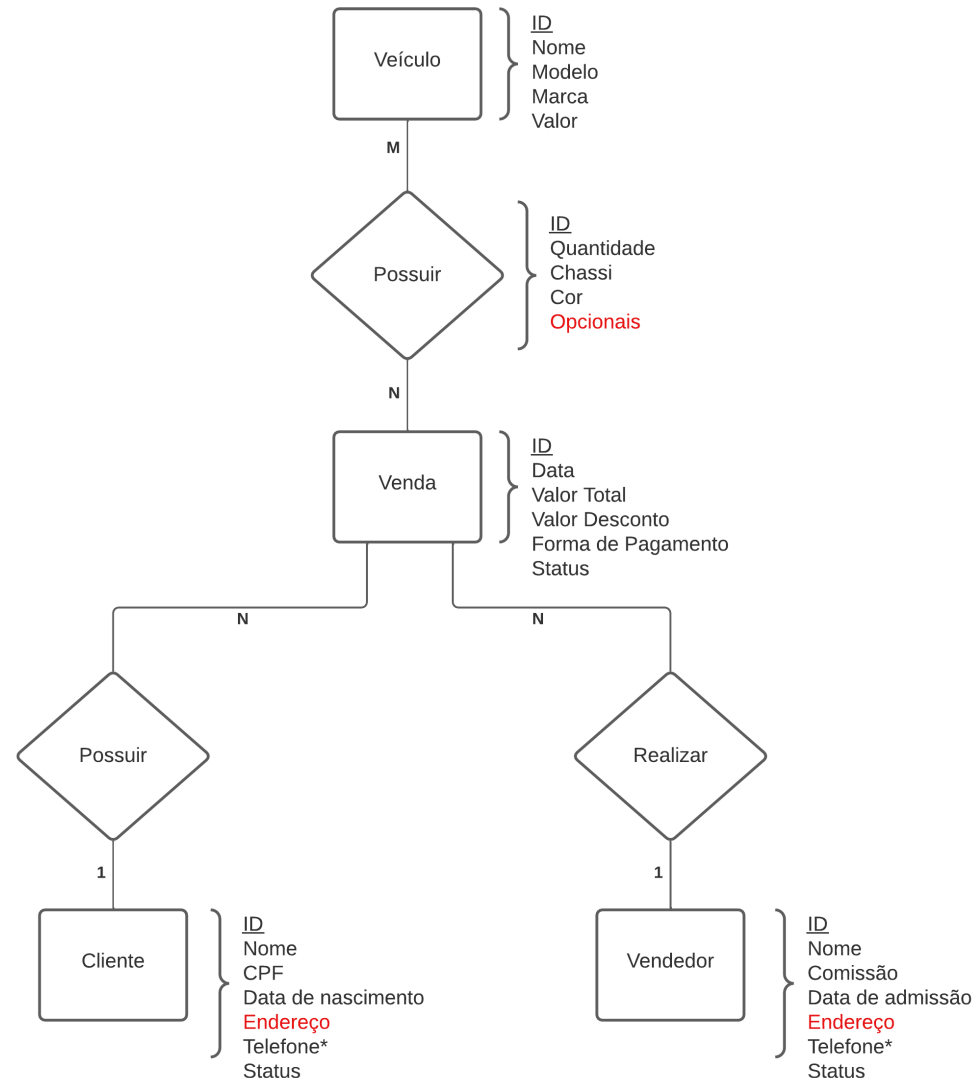 Veículo
ID
Nome
Modelo
Marca
Valor
M
Possuir
ID
Quantidade
Chassi
Cor
Opcionais
N
Venda
ID
Data
Valor Total
Valor Desconto
Forma de Pagamento
Status
N
N
Possuir
Realizar
1
1
Cliente
ID
Nome
CPF
Data de nascimento
Endereço
Telefone*
Status
Vendedor
ID
Nome
Comissão
Data de admissão
Endereço
Telefone*
Status